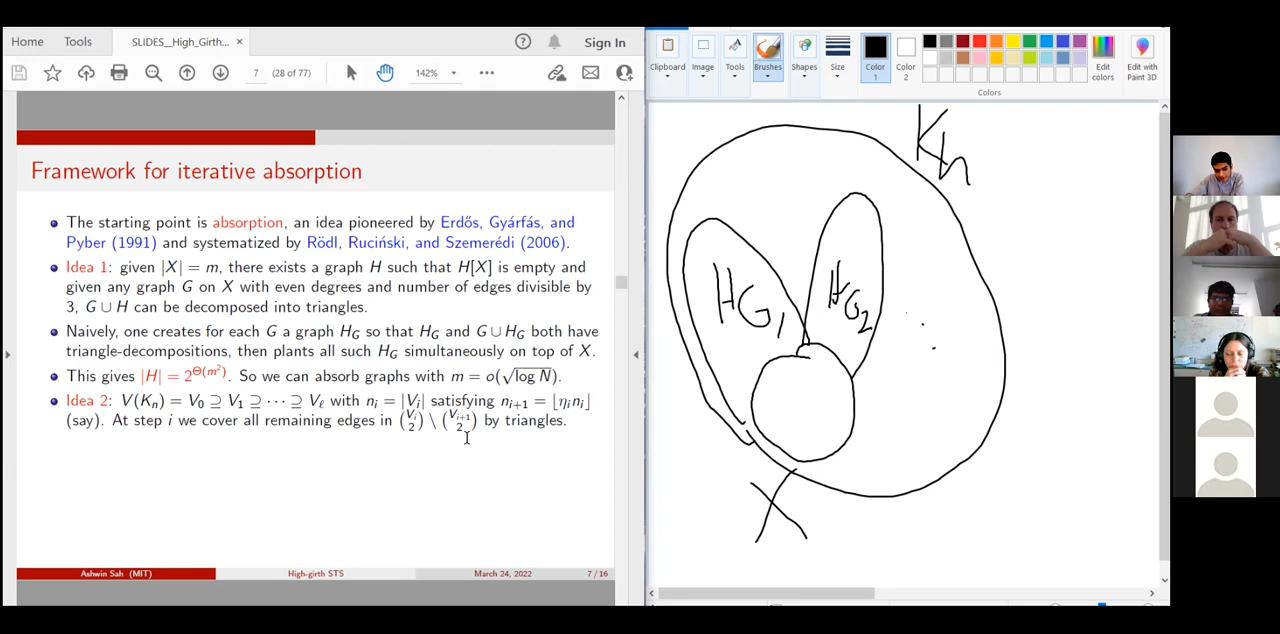 Home Tools SLIDES__High_Girth... × Sign In
7 (28 of 77) 142%
Framework for iterative absorption
The starting point is absorption, an idea pioneered by Erdős, Gyárfás, and
Pyber (1991) and systematized by Rödl, Ruciński, and Szemerédi (2006).
Idea 1: given |X| = m, there exists a graph H such that H[X] is empty and
given any graph G on X with even degrees and number of edges divisible by
3, G ∪ H can be decomposed into triangles.
Naively, one creates for each G a graph H_G so that H_G and G ∪ H_G both have
triangle-decompositions, then plants all such H_G simultaneously on top of X.
This gives |H| = 2^{Θ(m²)}. So we can absorb graphs with m = o(√log N).
Idea 2: V(K_n) = V_0 ⊇ V_1 ⊇ ··· ⊇ V_ℓ with n_i = |V_i| satisfying n_{i+1} = ⌊η_i n_i⌋
(say). At step i we cover all remaining edges in (V_i 2) \ (V_{i+1} 2) by triangles.
Ashwin Sah (MIT) High-girth STS March 24, 2022 7 / 16
Clipboard Image Tools Brushes Shapes Size Color 1 Color 2 Edit colors Edit with Paint 3D
Colors
K_n
H_{G_1} H_{G_2}
X